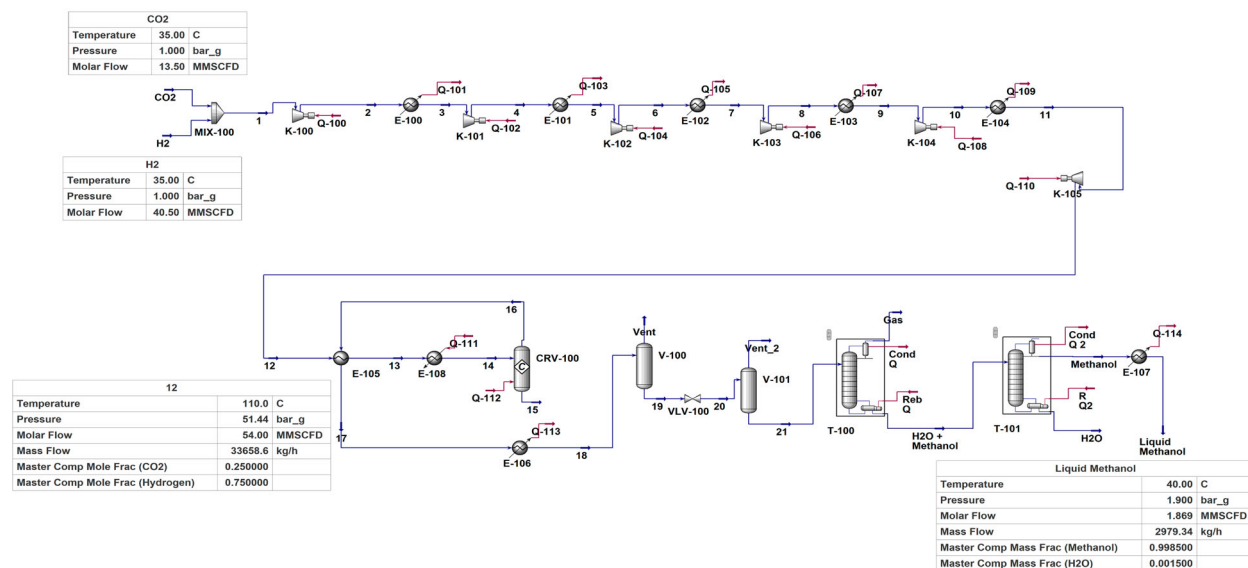 CO2
Temperature 35.00 C
Pressure 1.000 bar_g
Molar Flow 13.50 MMSCFD
CO2
H2
MIX-100
1
K-100
Q-100
2
E-100
Q-101
3
K-101
Q-102
4
E-101
Q-103
5
K-102
Q-104
6
E-102
Q-105
7
K-103
Q-106
8
E-103
Q-107
9
K-104
Q-108
10
E-104
Q-109
11
Q-110
K-105
H2
Temperature 35.00 C
Pressure 1.000 bar_g
Molar Flow 40.50 MMSCFD
12
E-105
13
E-108
Q-111
14
16
CRV-100
C
Q-112
15
17
E-106
Q-113
18
Vent
V-100
19
VLV-100
20
Vent_2
V-101
21
Gas
Cond
Q
Reb
Q
T-100
H2O +
Methanol
Cond
Q 2
Methanol
R
Q2
T-101
H2O
Q-114
E-107
Liquid
Methanol
12
Temperature 110.0 C
Pressure 51.44 bar_g
Molar Flow 54.00 MMSCFD
Mass Flow 33658.6 kg/h
Master Comp Mole Frac (CO2) 0.250000
Master Comp Mole Frac (Hydrogen) 0.750000
Liquid Methanol
Temperature 40.00 C
Pressure 1.900 bar_g
Molar Flow 1.869 MMSCFD
Mass Flow 2979.34 kg/h
Master Comp Mass Frac (Methanol) 0.998500
Master Comp Mass Frac (H2O) 0.001500